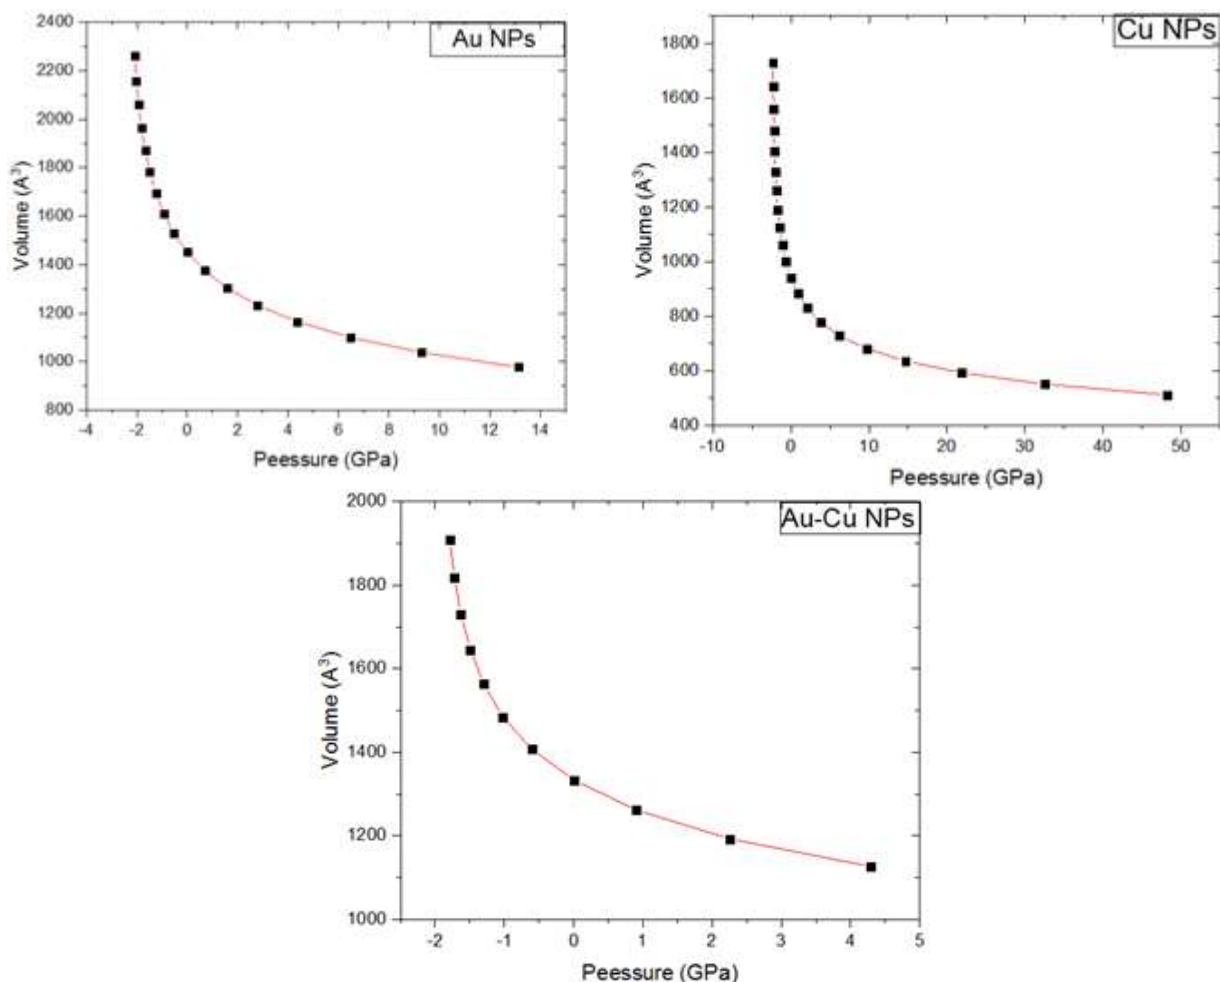 Au NPs
Volume (A³)
2400
2200
2000
1800
1600
1400
1200
1000
800
-4 -2 0 2 4 6 8 10 12 14
Peessure (GPa)
Cu NPs
Volume (A³)
1800
1600
1400
1200
1000
800
600
400
-10 0 10 20 30 40 50
Peessure (GPa)
Au-Cu NPs
Volume (A³)
2000
1800
1600
1400
1200
1000
-2 -1 0 1 2 3 4 5
Peessure (GPa)